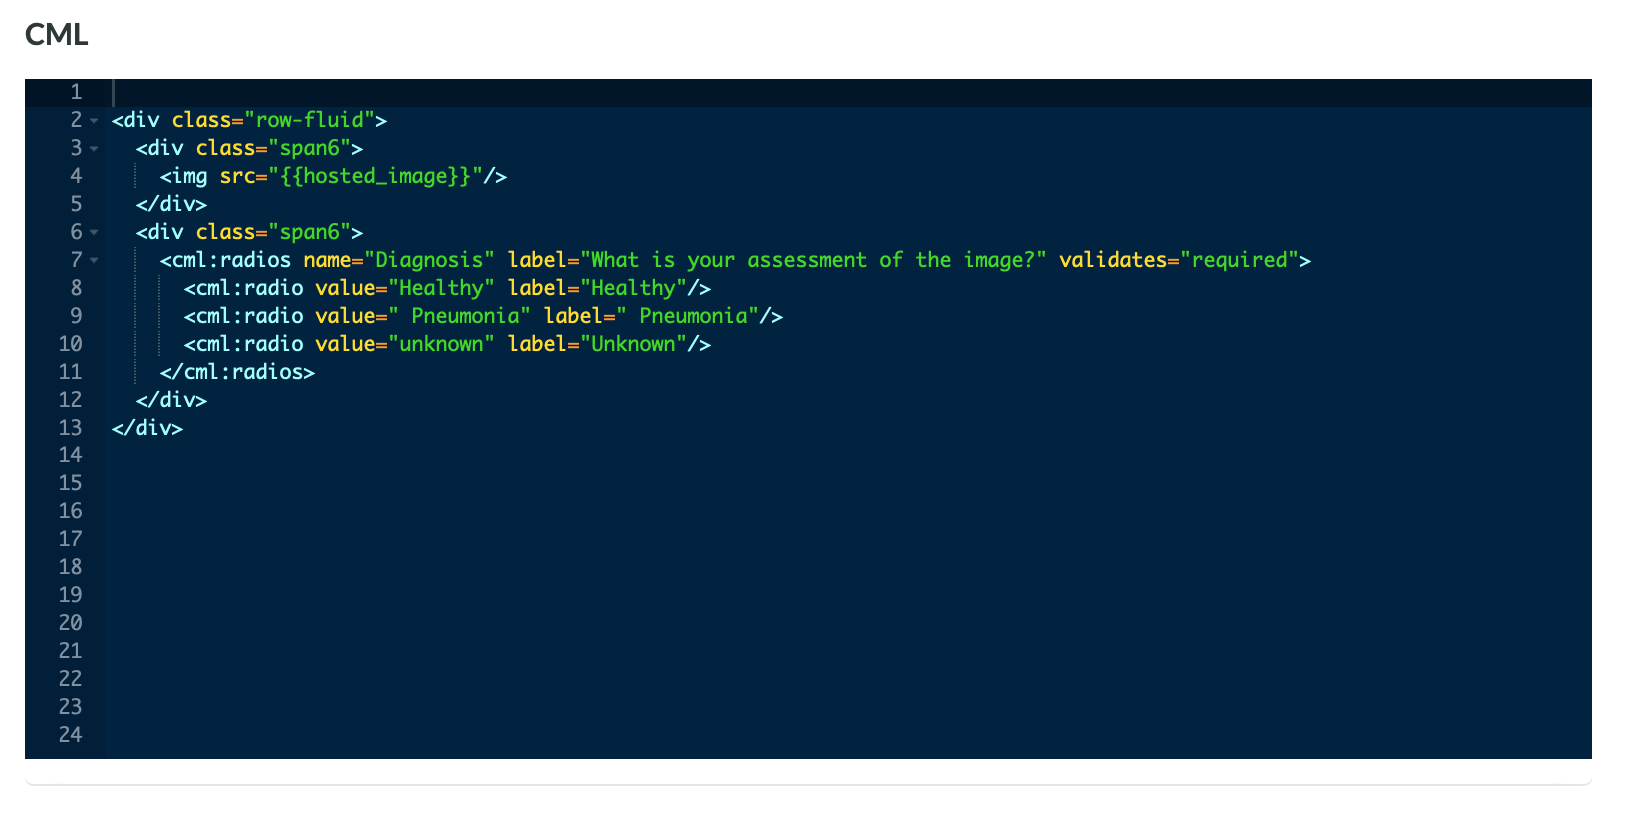 CML
1
2 <div class="row-fluid">
3 <div class="span6">
4 <img src="{{hosted_image}}"/>
5 </div>
6 <div class="span6">
7 <cml:radios name="Diagnosis" label="What is your assessment of the image?" validates="required">
8 <cml:radio value="Healthy" label="Healthy"/>
9 <cml:radio value=" Pneumonia" label=" Pneumonia"/>
10 <cml:radio value="unknown" label="Unknown"/>
11 </cml:radios>
12 </div>
13 </div>
14
15
16
17
18
19
20
21
22
23
24